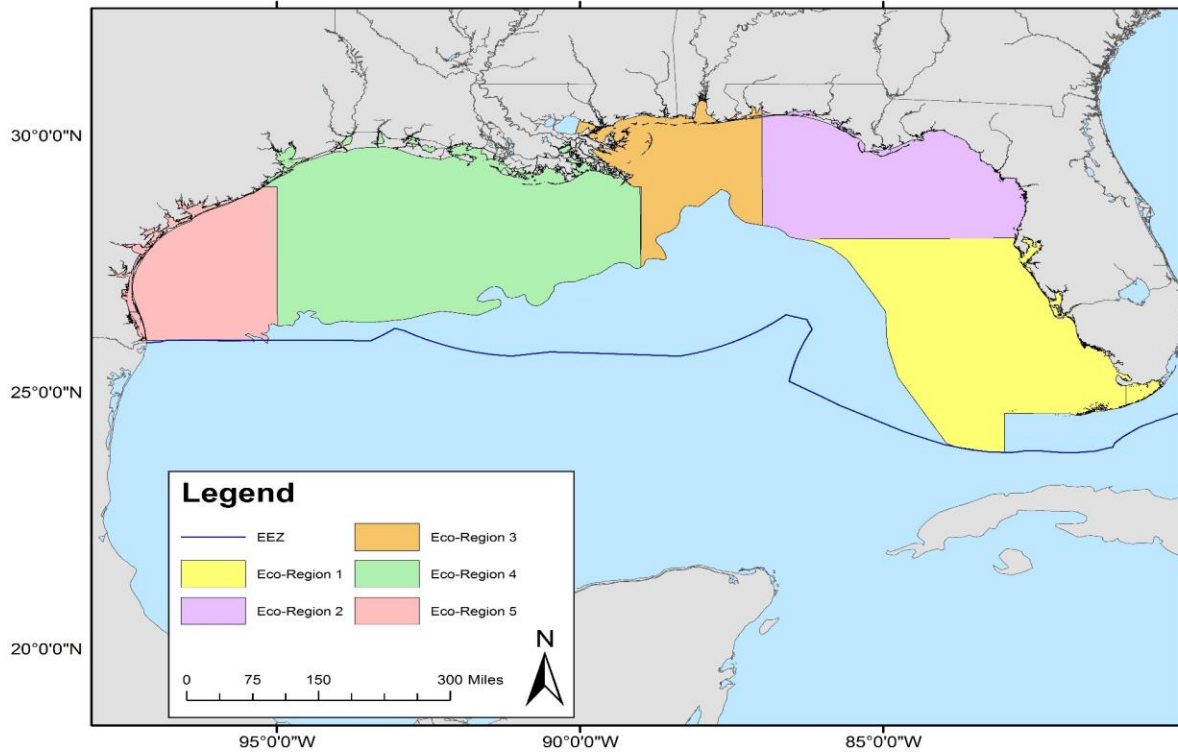 30°0'0"N
25°0'0"N
20°0'0"N
Legend
EEZ
Eco-Region 1
Eco-Region 2
Eco-Region 3
Eco-Region 4
Eco-Region 5
N
0 75 150 300 Miles
95°0'0"W 90°0'0"W 85°0'0"W